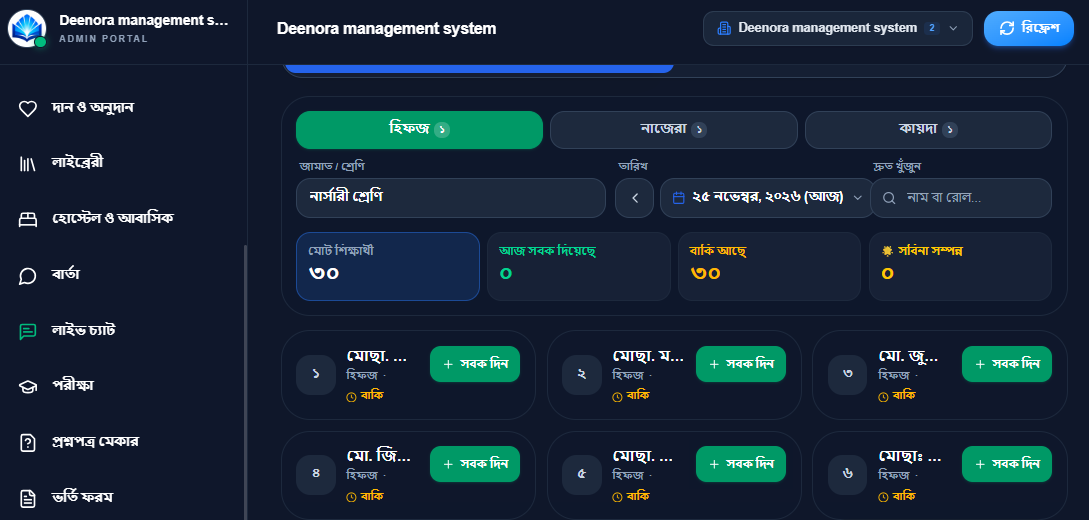 Deenora management s...
ADMIN PORTAL
Deenora management system
Deenora management system 2
রিফ্রেশ
দান ও অনুদান
লাইব্রেরী
হোস্টেল ও আবাসিক
বার্তা
লাইভ চ্যাট
পরীক্ষা
প্রশ্নপত্র মেকার
ভর্তি ফরম
হিফজ ১
নাজেরা ১
কায়দা ১
জামাত / শ্রেণি
তারিখ
দ্রুত খুঁজুন
নার্সারী শ্রেণি
২৫ নভেম্বর, ২০২৬ (আজ)
নাম বা রোল...
মোট শিক্ষার্থী
৩০
আজ সবক দিয়েছে
০
বাকি আছে
৩০
সবিনা সম্পন্ন
০
১
মোছা. ...
হিফজ ·
বাকি
+ সবক দিন
২
মোছা. ম...
হিফজ ·
বাকি
+ সবক দিন
৩
মো. জু...
হিফজ ·
বাকি
+ সবক দিন
৪
মো. জি...
হিফজ ·
বাকি
+ সবক দিন
৫
মোছা. ...
হিফজ ·
বাকি
+ সবক দিন
৬
মোছাঃ ...
হিফজ ·
বাকি
+ সবক দিন